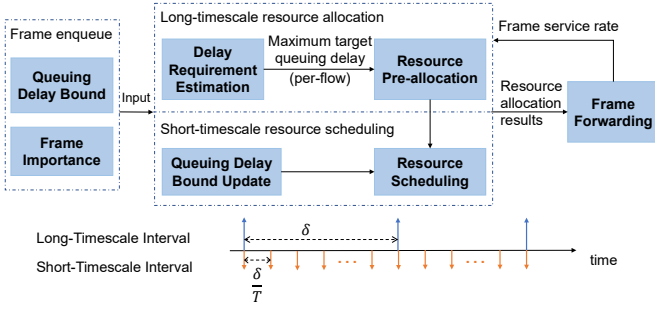 Frame enqueue
Queuing
Delay Bound
Frame
Importance
Input
Long-timescale resource allocation
Delay
Requirement
Estimation
Maximum target
queuing delay
(per-flow)
Resource
Pre-allocation
Short-timescale resource scheduling
Queuing Delay
Bound Update
Resource
Scheduling
Frame service rate
Resource
allocation
results
Frame
Forwarding
Long-Timescale Interval
δ
time
Short-Timescale Interval
...
...
δ
T